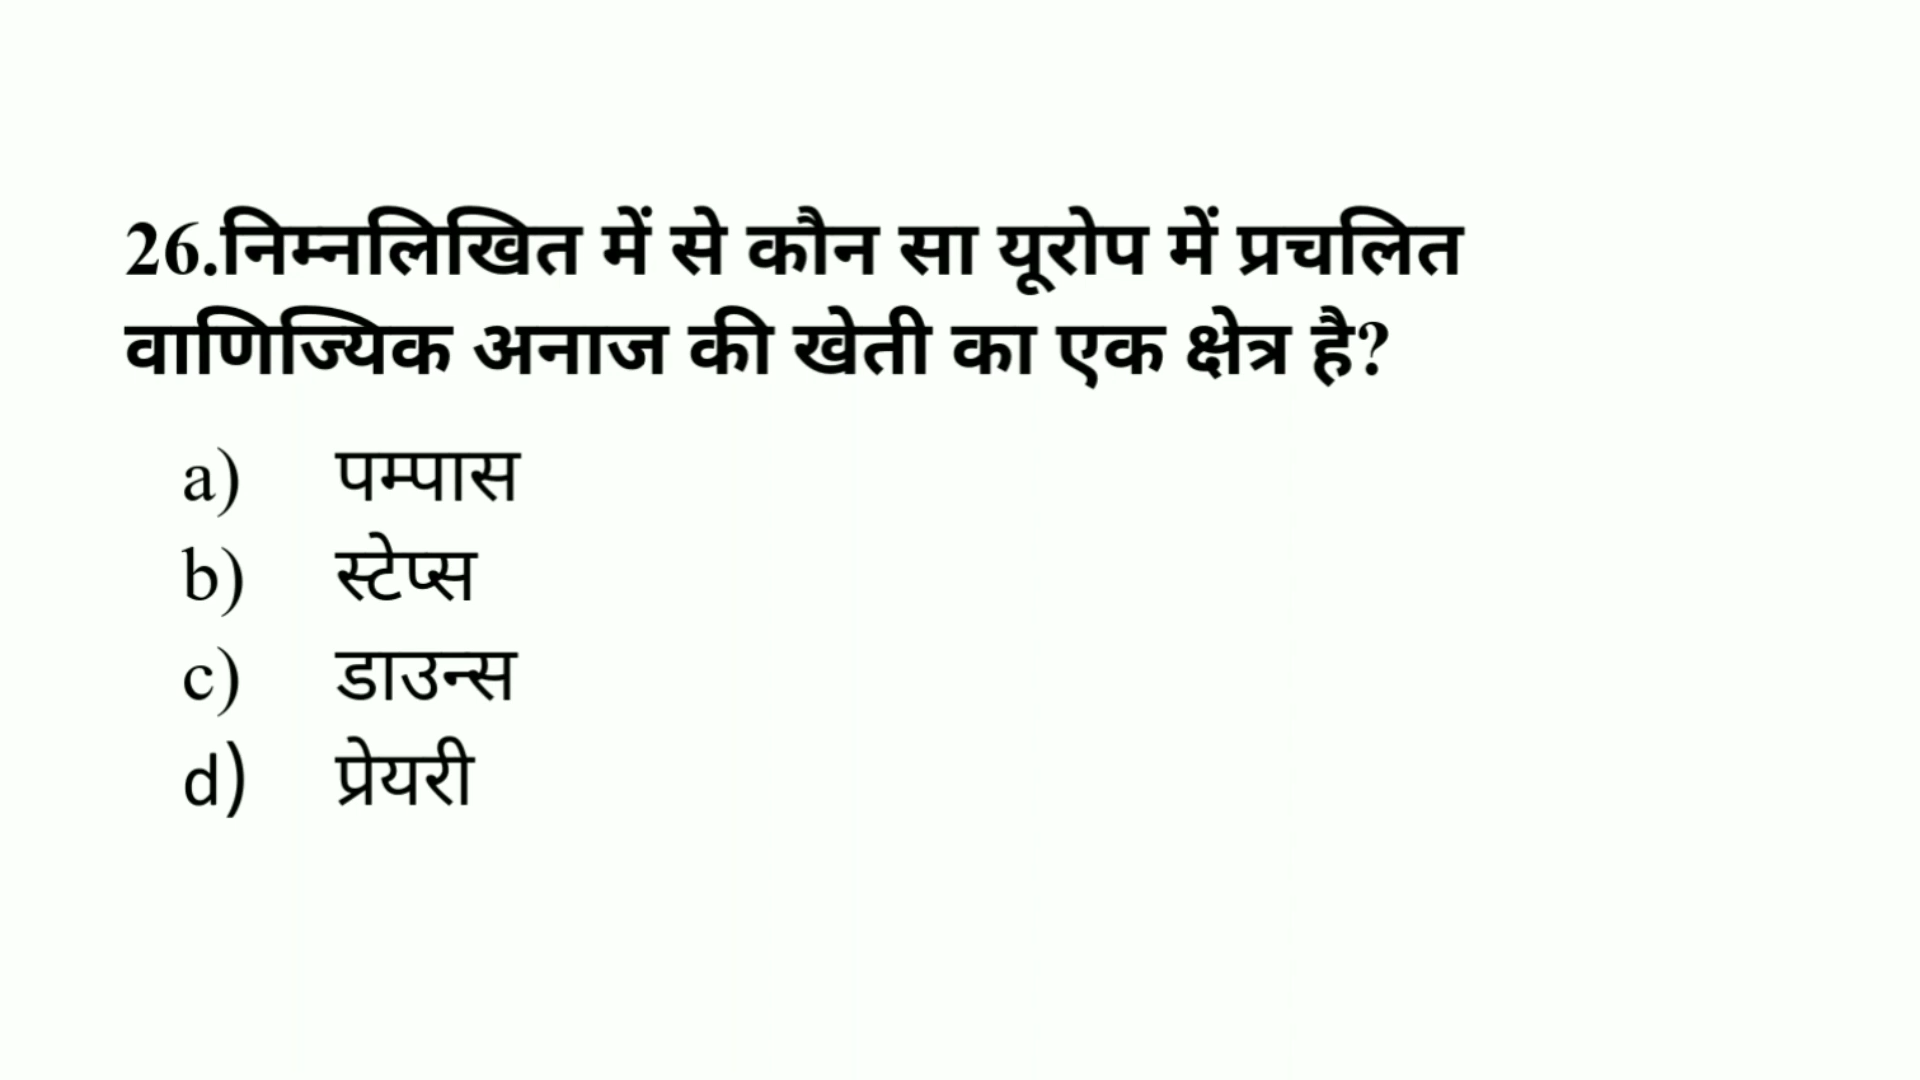 26.निम्नलिखित में से कौन सा यूरोप में प्रचलित
वाणिज्यिक अनाज की खेती का एक क्षेत्र है?
a) पम्पास
b) स्टेप्स
c) डाउन्स
d) प्रेयरी